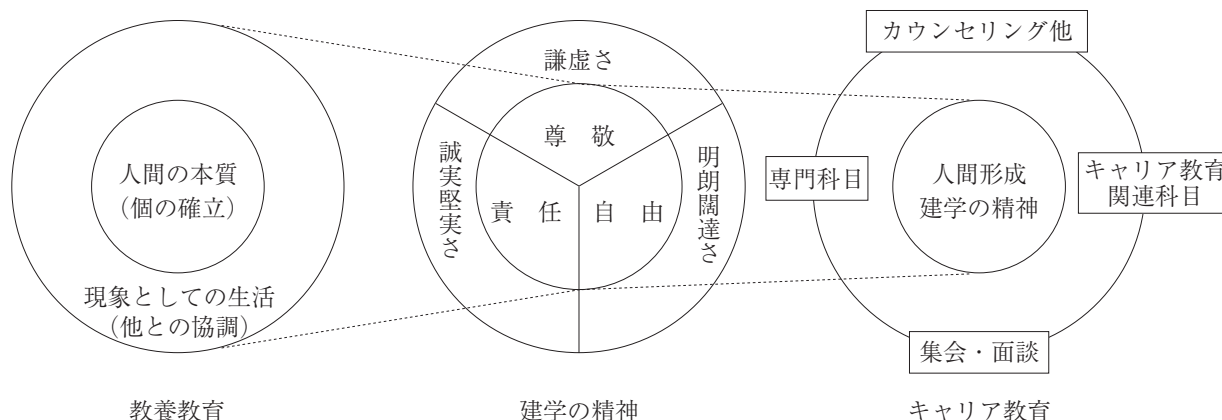 人間の本質
（個の確立）
現象としての生活
（他との協調）
教養教育
謙虚さ
誠実堅実さ
明朗闊達さ
尊　敬
責　任
自　由
建学の精神
カウンセリング他
専門科目
人間形成
建学の精神
キャリア教育
関連科目
集会・面談
キャリア教育